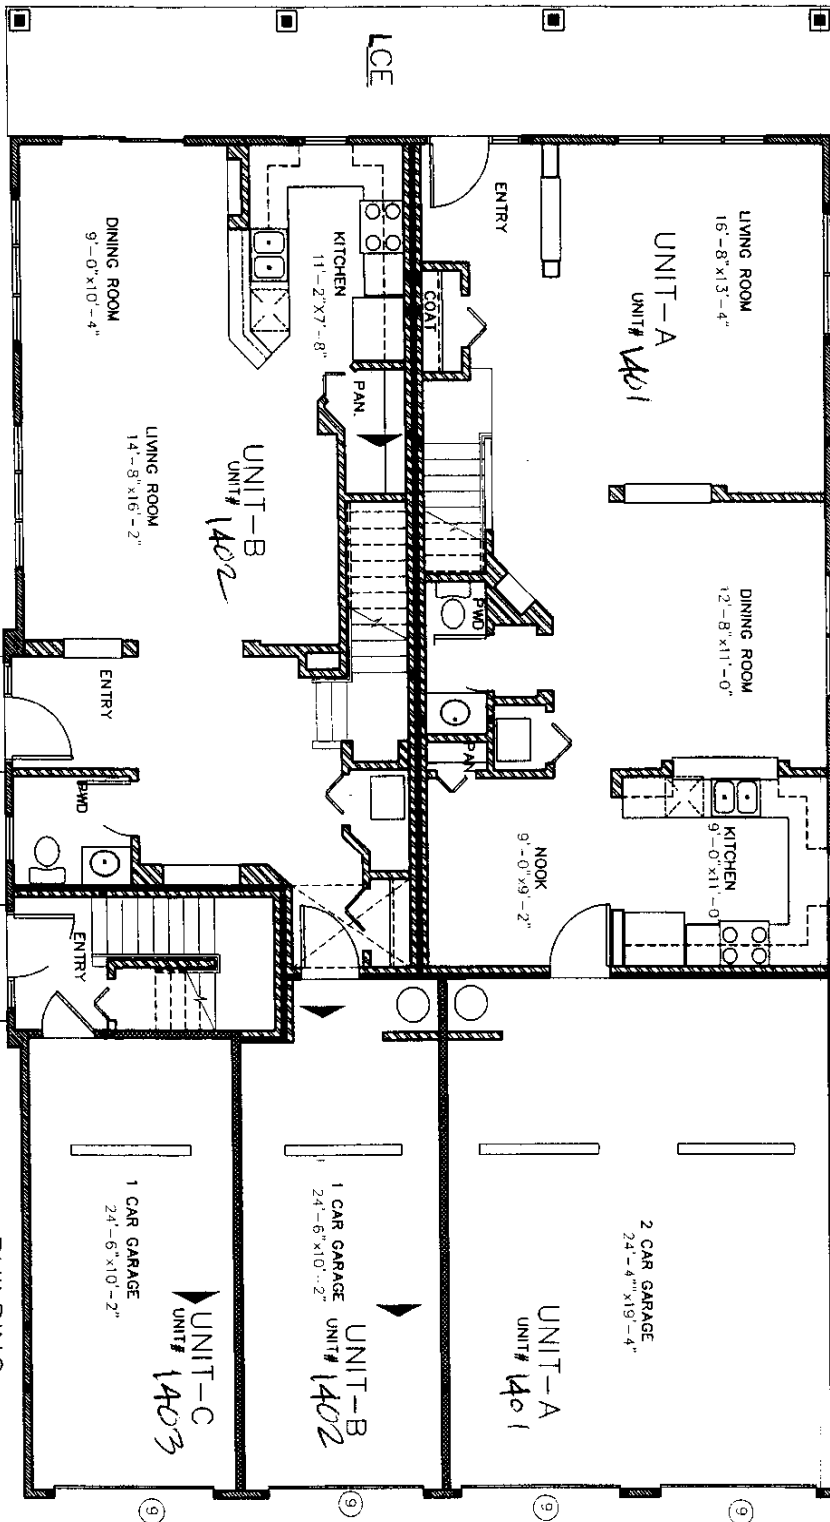 LCE
LIVING ROOM
16'-8"x13'-4"
UNIT-A
UNIT# 1401
ENTRY
COAT
DINING ROOM
12'-8"x11'-0"
PWD
PAN.
KITCHEN
9'-0"x11'-0"
NOOK
9'-0"x9'-2"
KITCHEN
11'-2"x7'-8"
DINING ROOM
9'-0"x10'-4"
PAN.
LIVING ROOM
14'-8"x16'-2"
UNIT-B
UNIT# 1402
ENTRY
PWD
ENTRY
2 CAR GARAGE
24'-4"x19'-4"
UNIT-A
UNIT# 1401
1 CAR GARAGE
24'-6"x10'-2"
UNIT-B
UNIT# 1402
1 CAR GARAGE
24'-6"x10'-2"
UNIT-C
UNIT# 1403
9
9
9
9